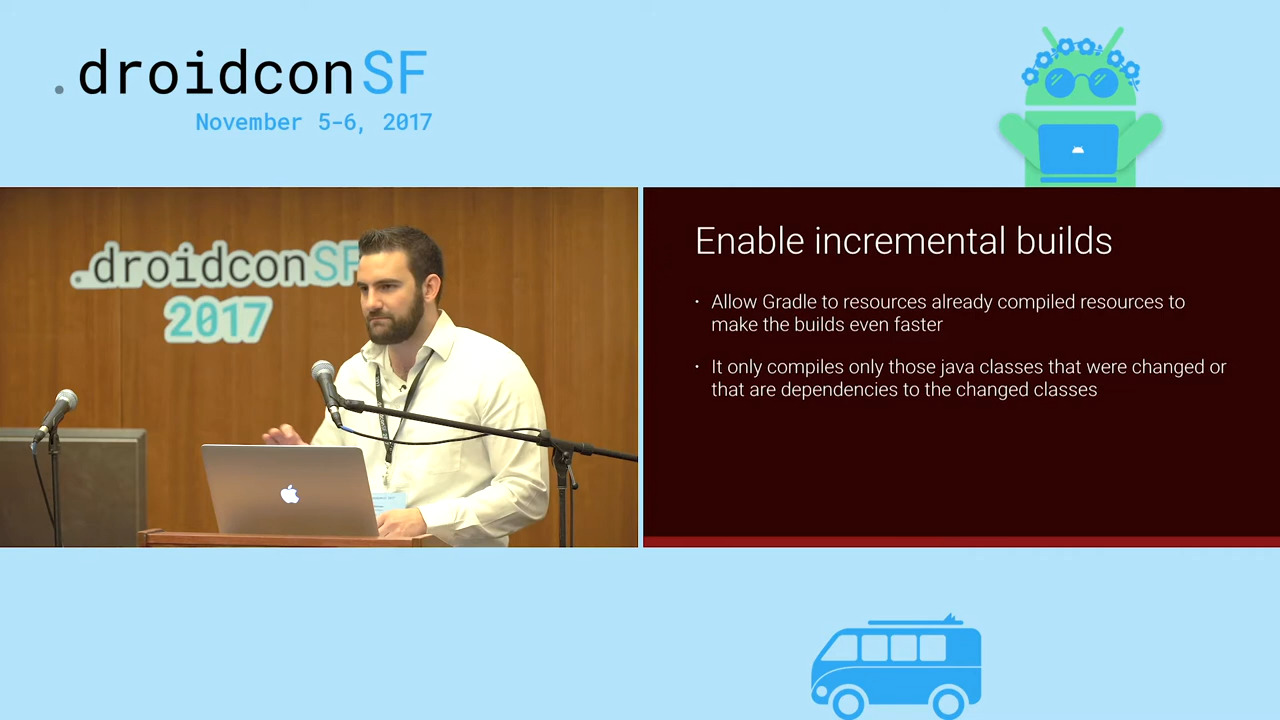 .droidconSF
November 5-6, 2017
.droidconSF
2017
Enable incremental builds
• Allow Gradle to resources already compiled resources to
make the builds even faster
• It only compiles only those java classes that were changed or
that are dependencies to the changed classes